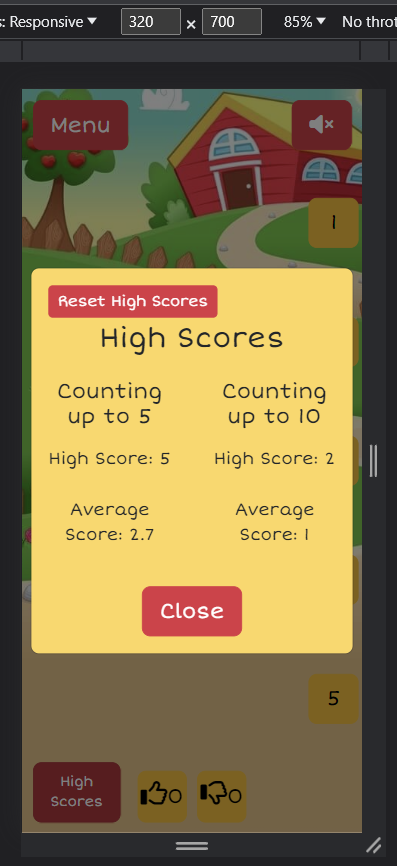 : Responsive ▼ 320 × 700 85% ▼ No thro
Menu
1
Reset High Scores
High Scores
Counting
up to 5
High Score: 5
Average
Score: 2.7
Counting
up to 10
High Score: 2
Average
Score: 1
Close
5
High
Scores
0
0